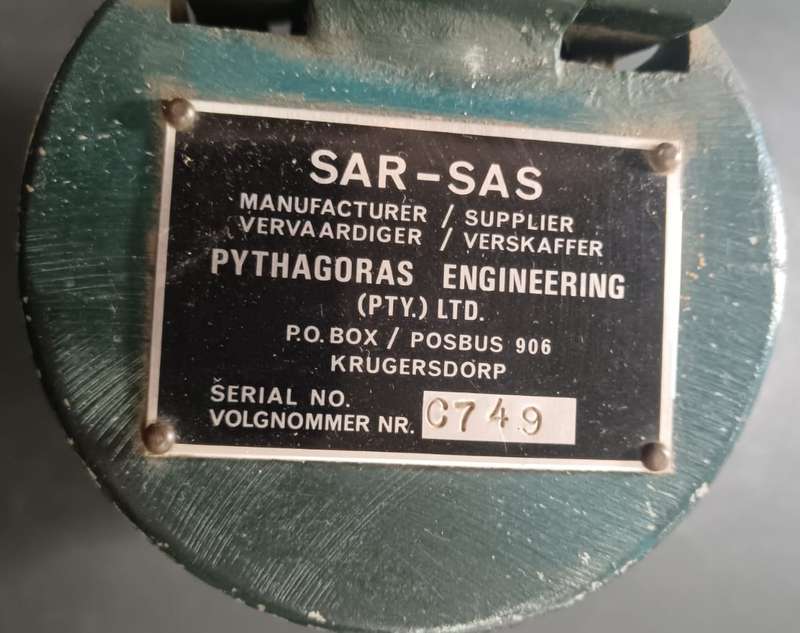 SAR-SAS
MANUFACTURER / SUPPLIER
VERVAARDIGER / VERSKAFFER
PYTHAGORAS ENGINEERING
(PTY.) LTD.
P.O. BOX / POSBUS 906
KRUGERSDORP
SERIAL NO.
VOLGNOMMER NR. C749